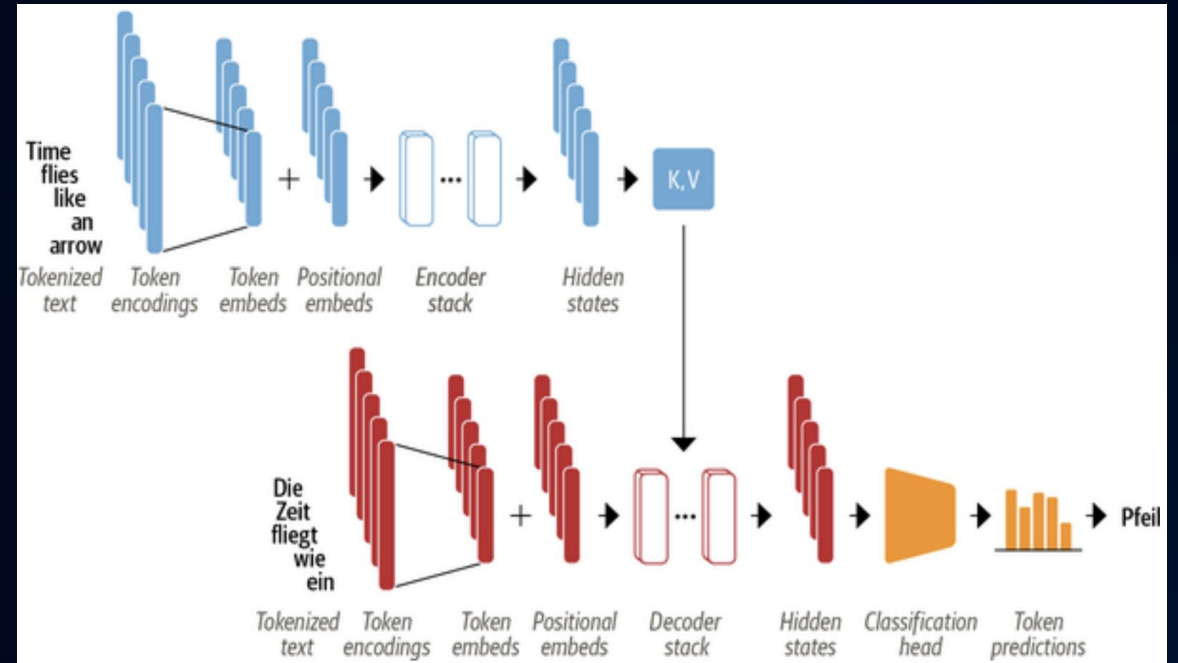 Time
flies
like
an
arrow
+
...
K,V
Tokenized
text
Token
encodings
Token
embeds
Positional
embeds
Encoder
stack
Hidden
states
Die
Zeit
fliegt
wie
ein
+
...
Pfeil
Tokenized
text
Token
encodings
Token
embeds
Positional
embeds
Decoder
stack
Hidden
states
Classification
head
Token
predictions